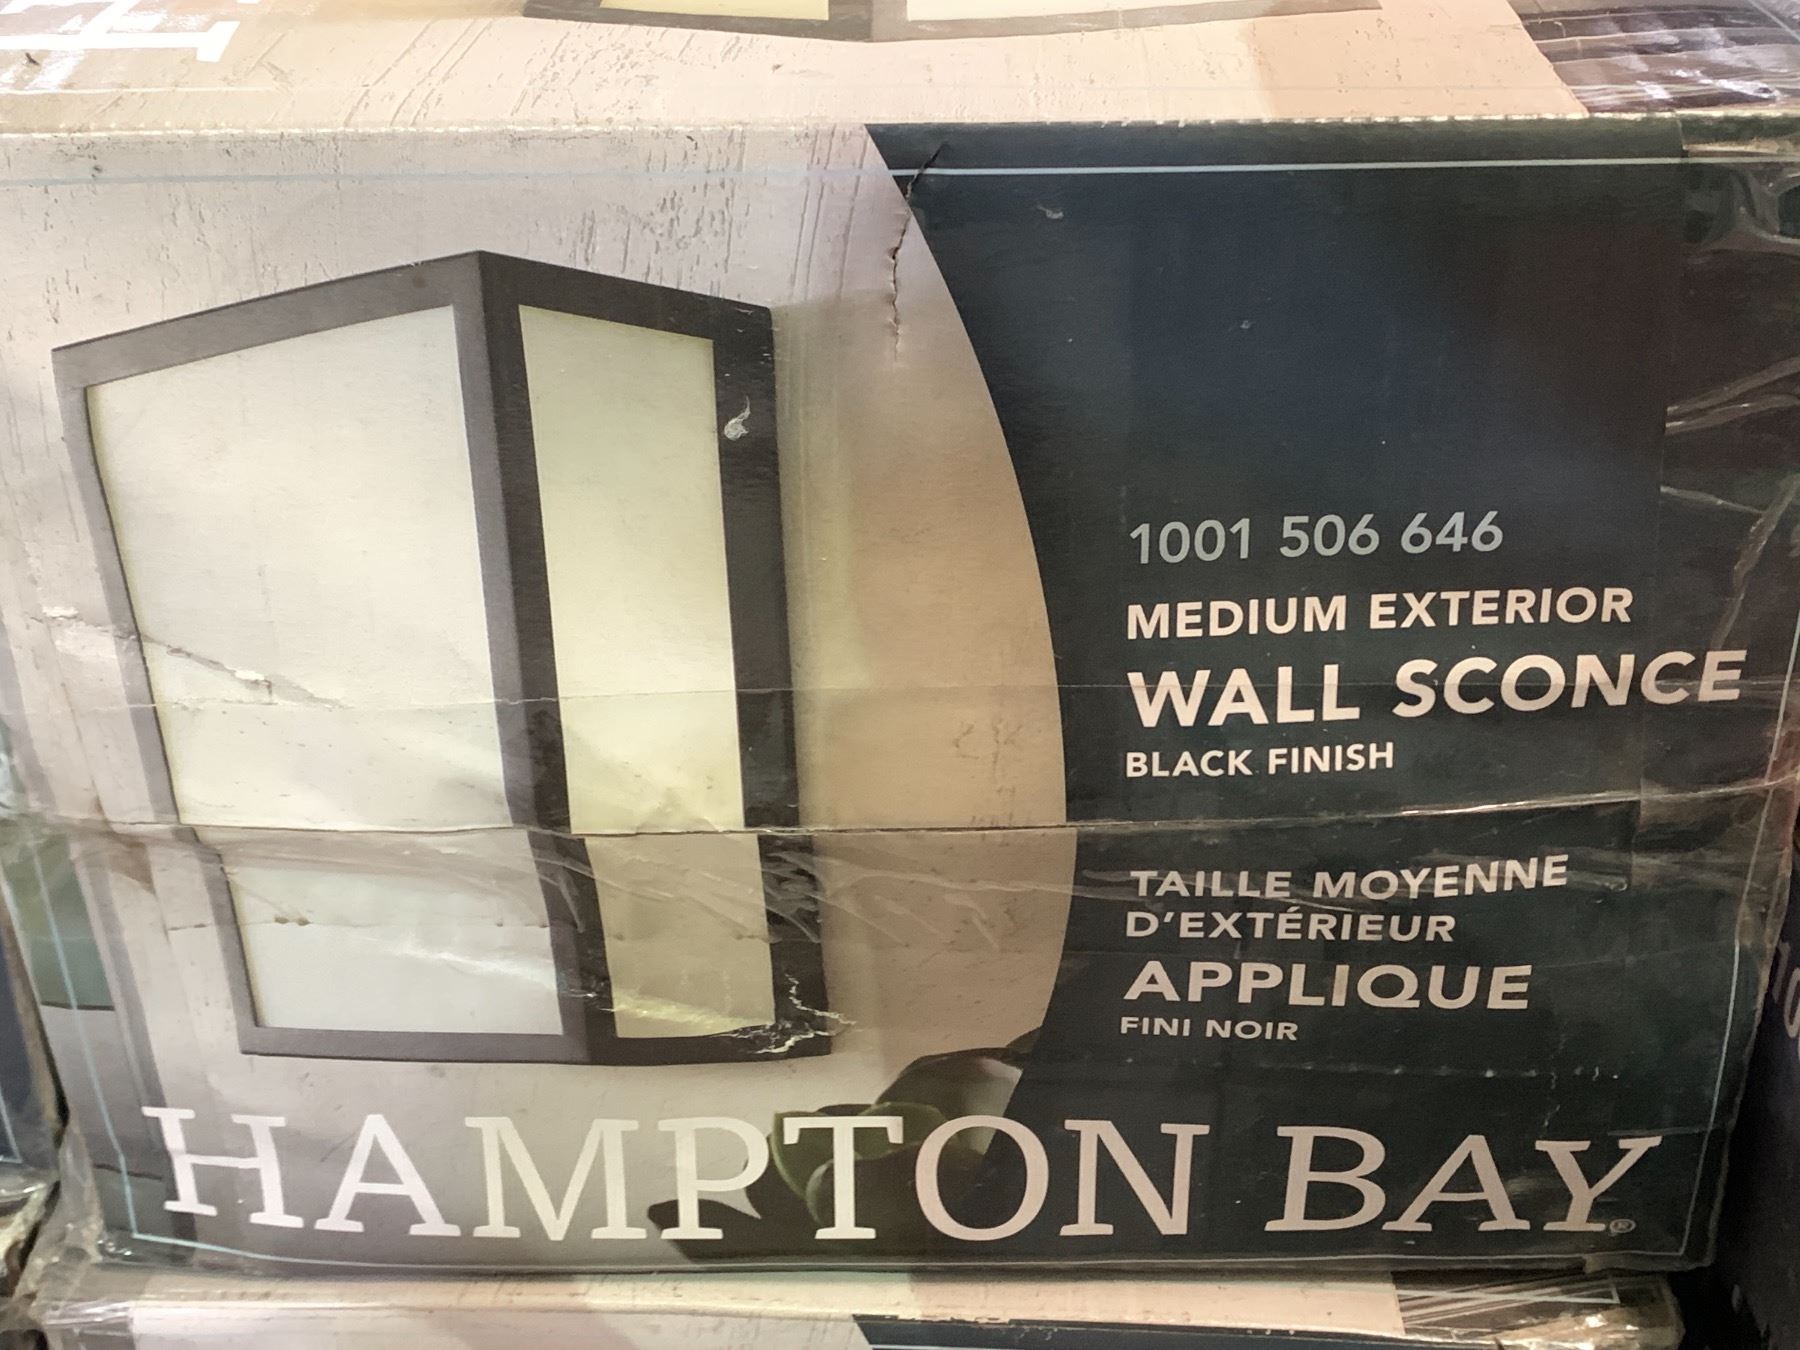 1001 506 646
MEDIUM EXTERIOR
WALL SCONCE
BLACK FINISH
TAILLE MOYENNE
D'EXTÉRIEUR
APPLIQUE
FINI NOIR
HAMPTON BAY®